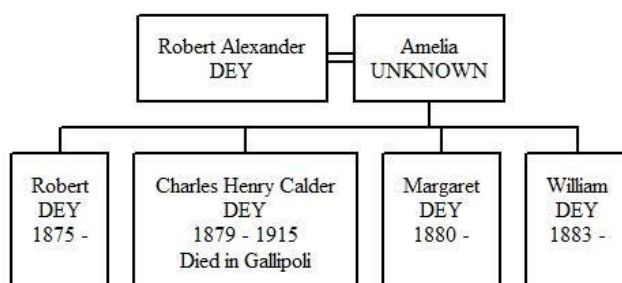 Robert Alexander
DEY
Amelia
UNKNOWN
Robert
DEY
1875 -
Charles Henry Calder
DEY
1879 - 1915
Died in Gallipoli
Margaret
DEY
1880 -
William
DEY
1883 -